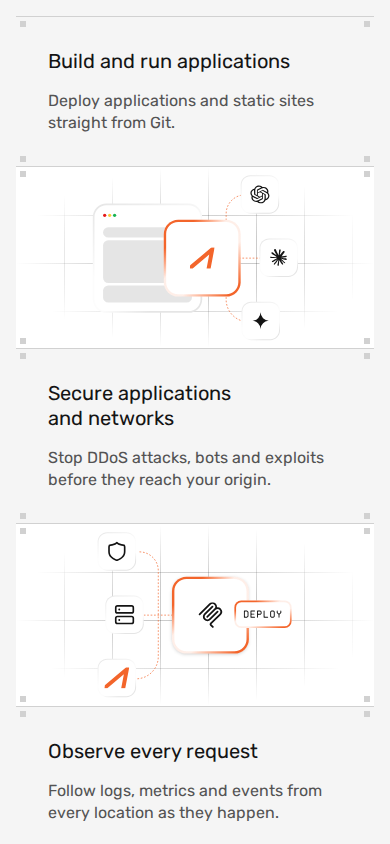 Build and run applications
Deploy applications and static sites
straight from Git.
Secure applications
and networks
Stop DDoS attacks, bots and exploits
before they reach your origin.
DEPLOY
Observe every request
Follow logs, metrics and events from
every location as they happen.